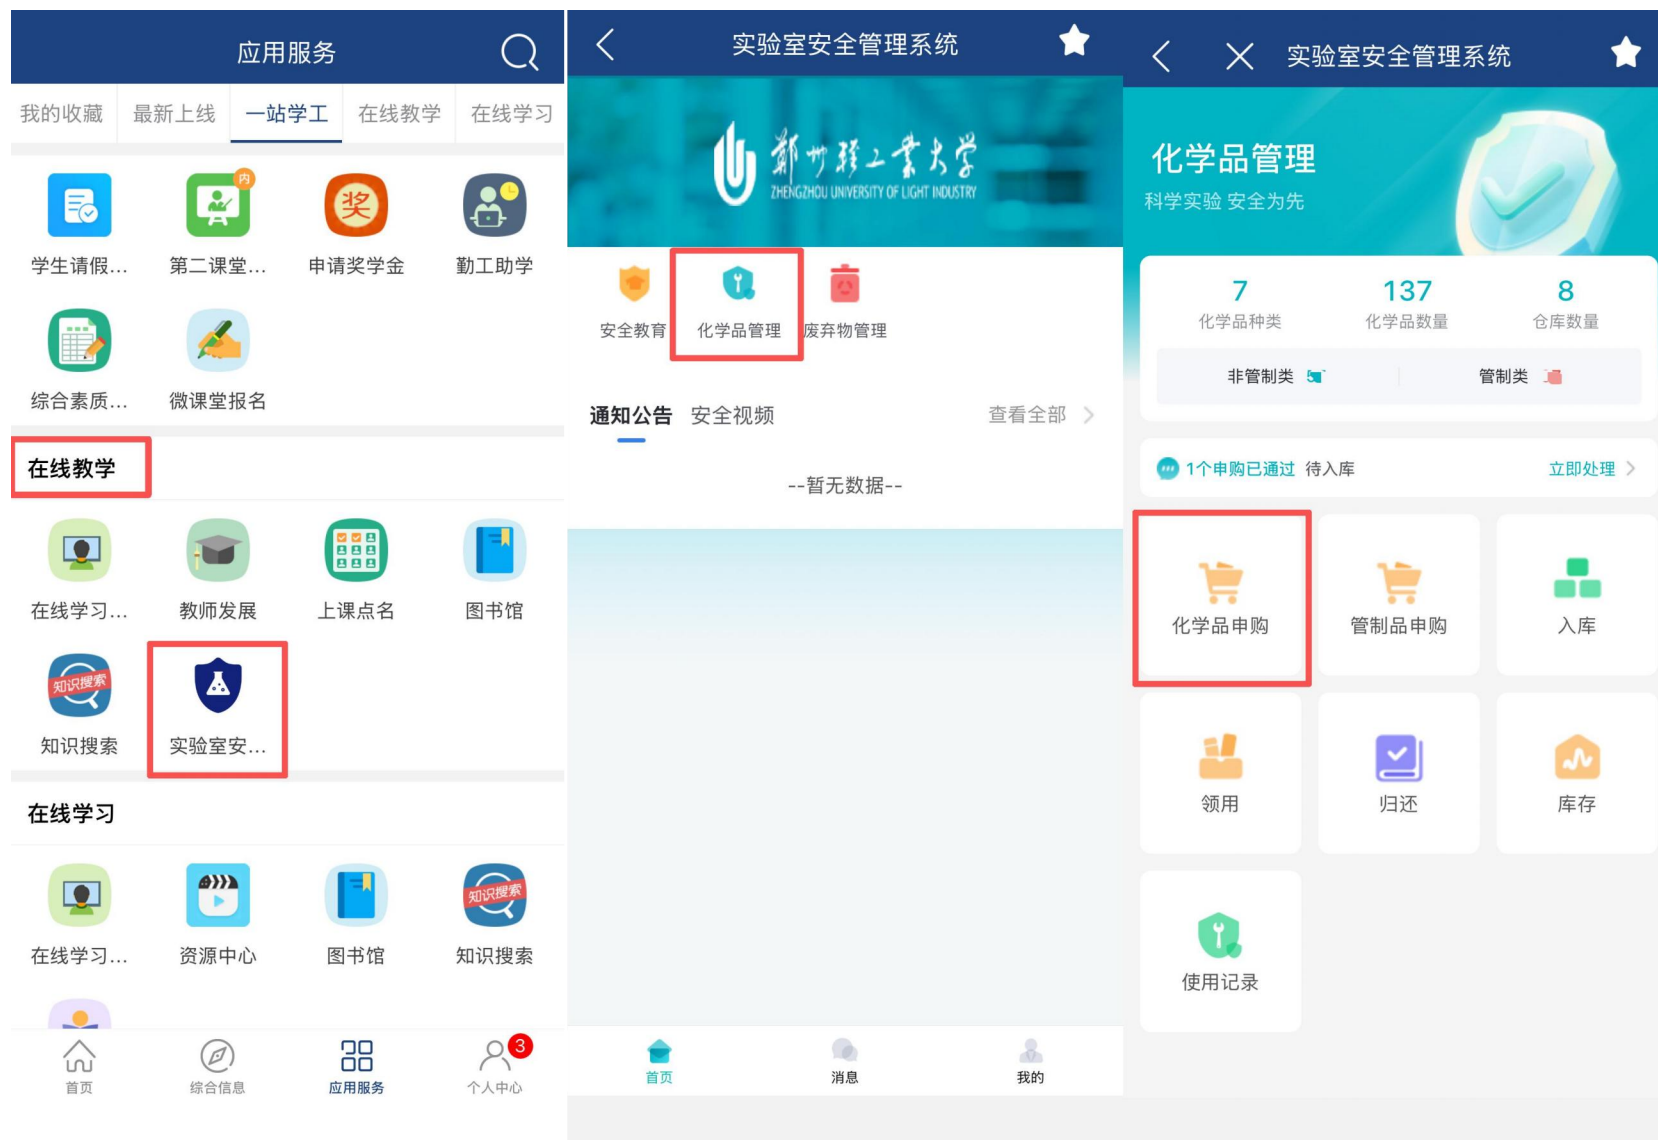 应用服务
我的收藏 最新上线 一站学工 在线教学 在线学习
内
奖
学生请假... 第二课堂... 申请奖学金 勤工助学
综合素质... 微课堂报名
在线教学
在线学习... 教师发展 上课点名 图书馆
知识搜索
知识搜索 实验室安...
在线学习
知识搜索
在线学习... 资源中心 图书馆 知识搜索
3
首页 综合信息 应用服务 个人中心
实验室安全管理系统
郑州轻工业大学
ZHENGZHOU UNIVERSITY OF LIGHT INDUSTRY
安全教育 化学品管理 废弃物管理
通知公告 安全视频 查看全部
--暂无数据--
首页 消息 我的
实验室安全管理系统
化学品管理
科学实验 安全为先
7 137 8
化学品种类 化学品数量 仓库数量
非管制类 管制类
1个申购已通过 待入库 立即处理
化学品申购 管制品申购 入库
领用 归还 库存
使用记录